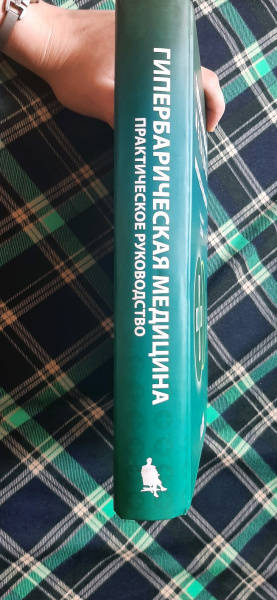 ГИПЕРБАРИЧЕСКАЯ МЕДИЦИНА
ПРАКТИЧЕСКОЕ РУКОВОДСТВО